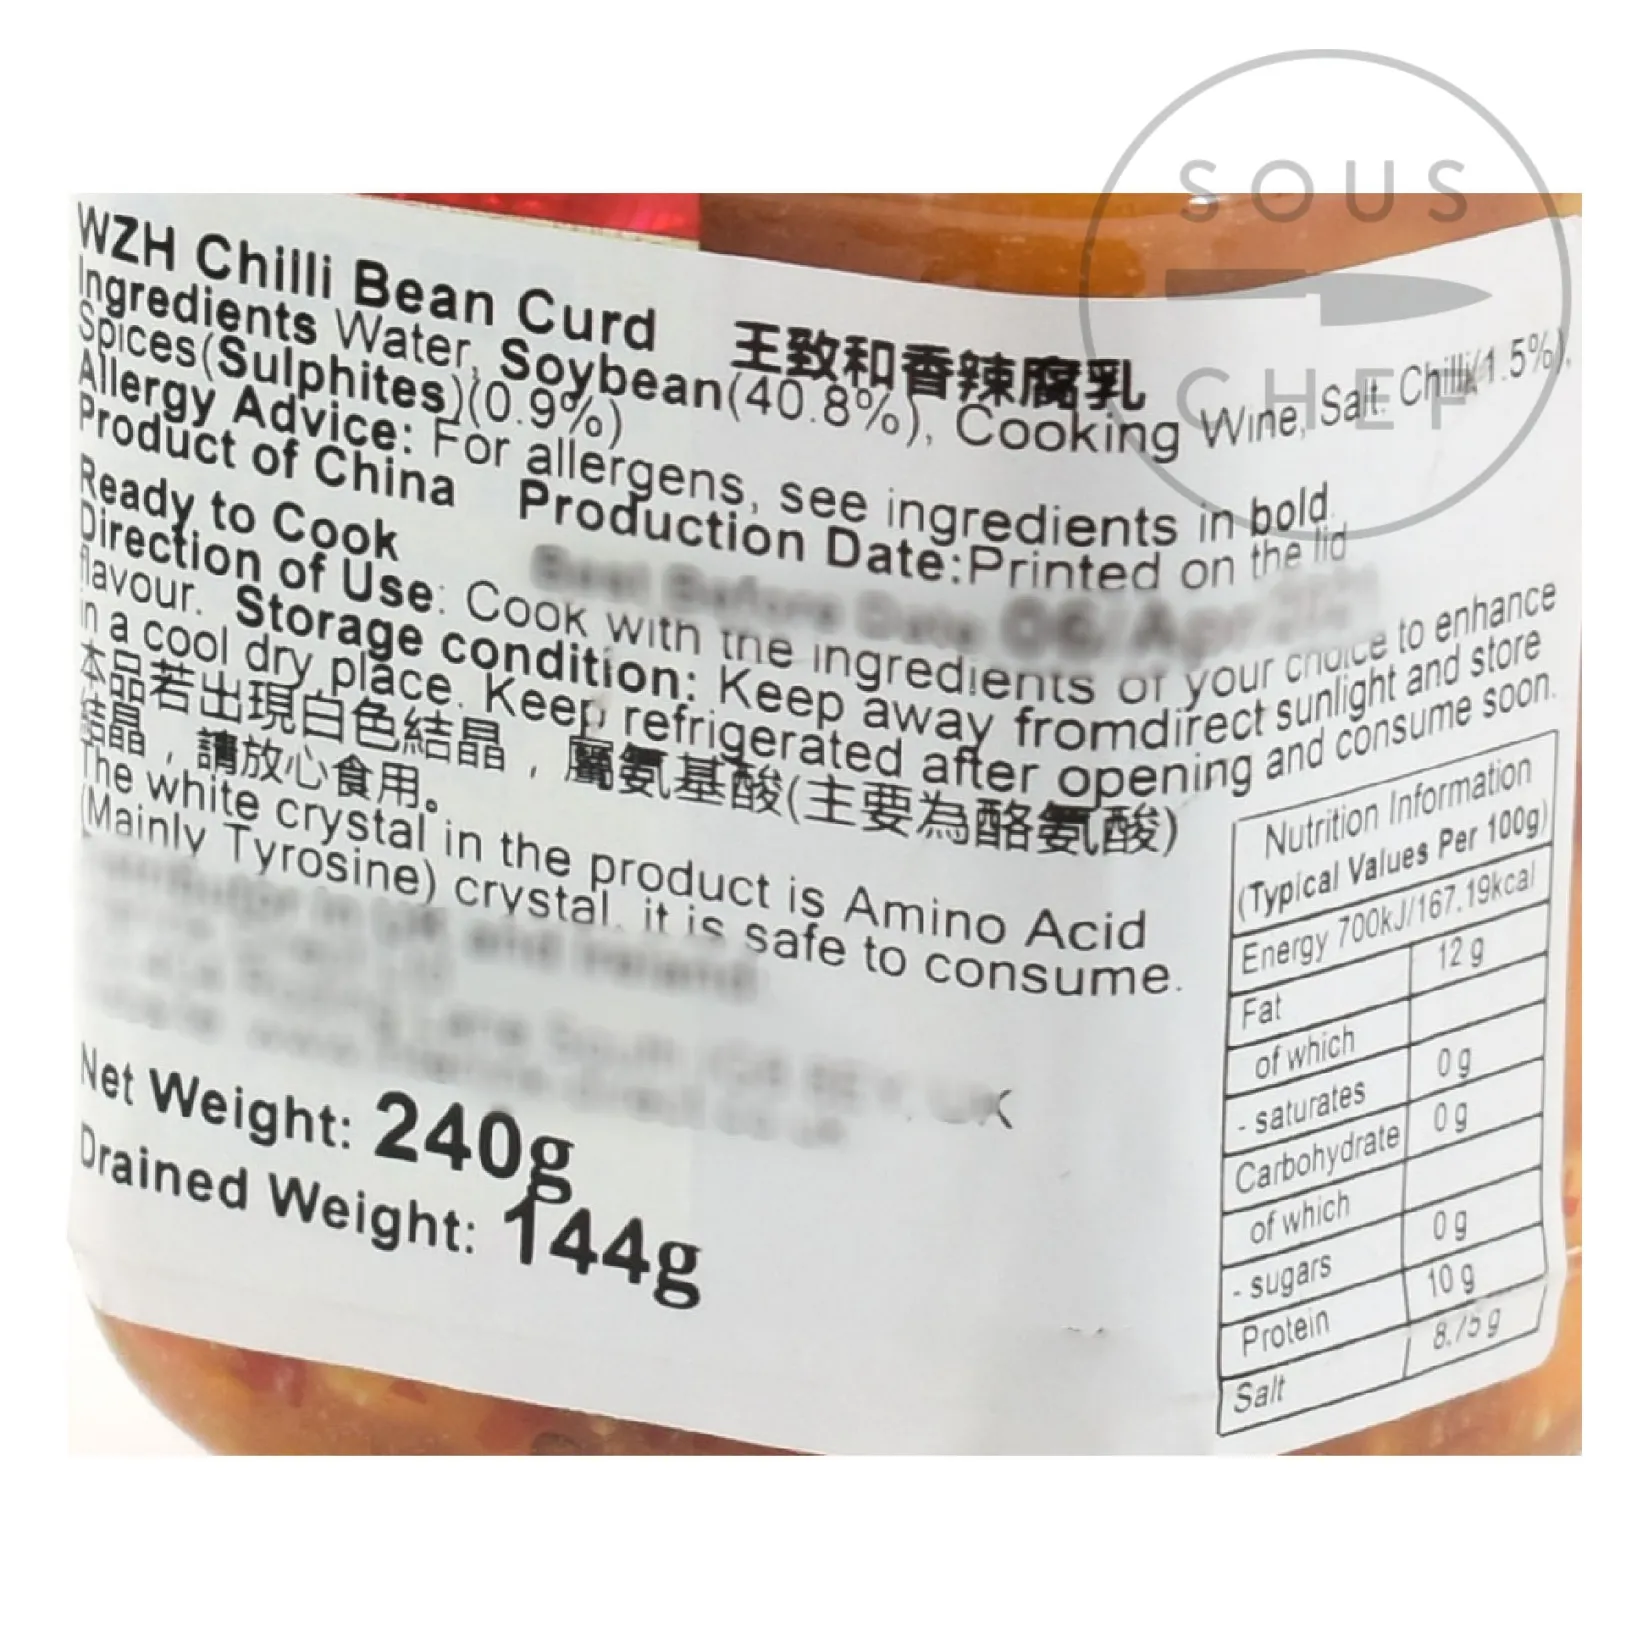 SOUS
CHEF
WZH Chilli Bean Curd 王致和香辣腐乳
Ingredients Water, Soybean(40.8%), Cooking Wine, Salt, Chilli(1.5%),
Spices(Sulphites)(0.9%)
Allergy Advice: For allergens, see ingredients in bold.
Product of China Production Date:Printed on the lid
Ready to Cook
Direction of Use: Cook with the ingredients of your choice to enhance
flavour. Storage condition: Keep away fromdirect sunlight and store
in a cool dry place. Keep refrigerated after opening and consume soon.
本品若出現白色結晶，屬氨基酸(主要為酪氨酸)
結晶，請放心食用。
The white crystal in the product is Amino Acid
(Mainly Tyrosine) crystal, it is safe to consume.
UK
Net Weight: 240g
Drained Weight: 144g
Nutrition Information
(Typical Values Per 100g)
Energy 700kJ/167.19kcal
Fat 12 g
of which
- saturates 0 g
Carbohydrate 0 g
of which
- sugars 0 g
Protein 10 g
Salt 8.75 g